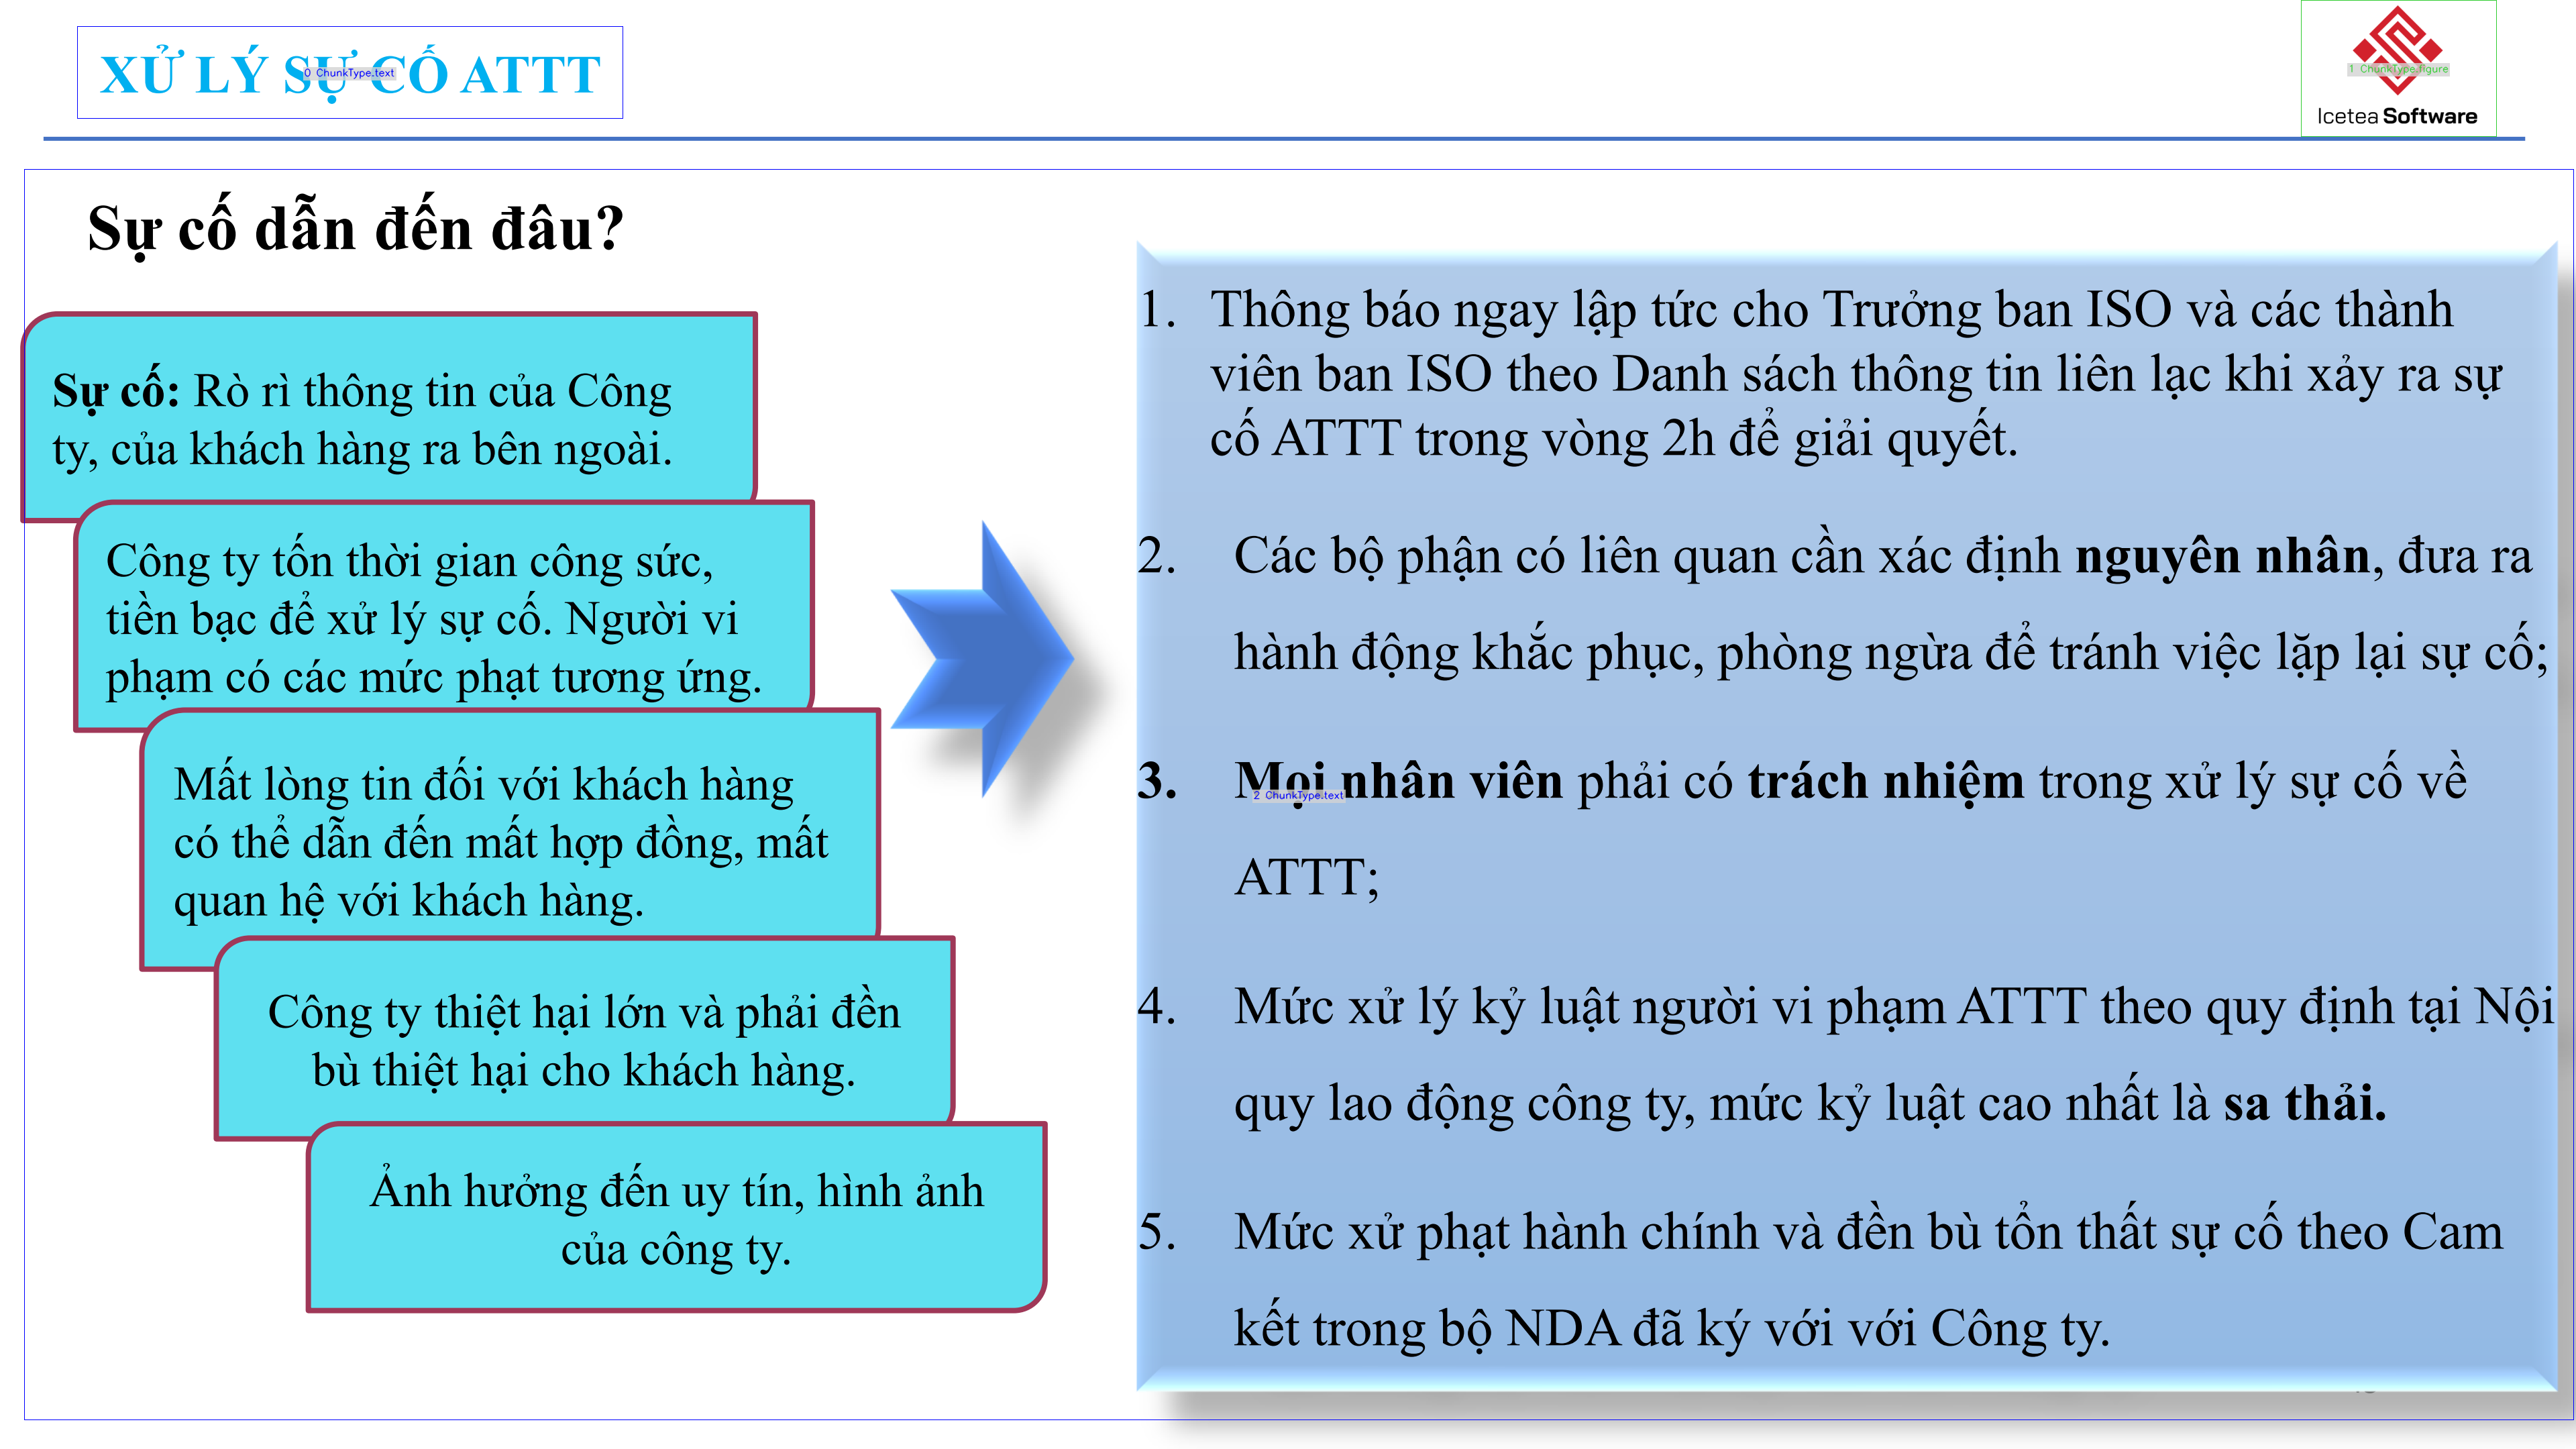 XỬ LÝ SỰ CỐ ATTT
0 ChunkType.text
1 ChunkType.figure
Icetea Software
Sự cố dẫn đến đâu?
Sự cố: Rò rì thông tin của Công
ty, của khách hàng ra bên ngoài.
Công ty tốn thời gian công sức,
tiền bạc để xử lý sự cố. Người vi
phạm có các mức phạt tương ứng.
Mất lòng tin đối với khách hàng
có thể dẫn đến mất hợp đồng, mất
quan hệ với khách hàng.
Công ty thiệt hại lớn và phải đền
bù thiệt hại cho khách hàng.
Ảnh hưởng đến uy tín, hình ảnh
của công ty.
1. Thông báo ngay lập tức cho Trưởng ban ISO và các thành
viên ban ISO theo Danh sách thông tin liên lạc khi xảy ra sự
cố ATTT trong vòng 2h để giải quyết.
2. Các bộ phận có liên quan cần xác định nguyên nhân, đưa ra
hành động khắc phục, phòng ngừa để tránh việc lặp lại sự cố;
3. Mọi nhân viên phải có trách nhiệm trong xử lý sự cố về
2 ChunkType.text
ATTT;
4. Mức xử lý kỷ luật người vi phạm ATTT theo quy định tại Nội
quy lao động công ty, mức kỷ luật cao nhất là sa thải.
5. Mức xử phạt hành chính và đền bù tổn thất sự cố theo Cam
kết trong bộ NDA đã ký với với Công ty.